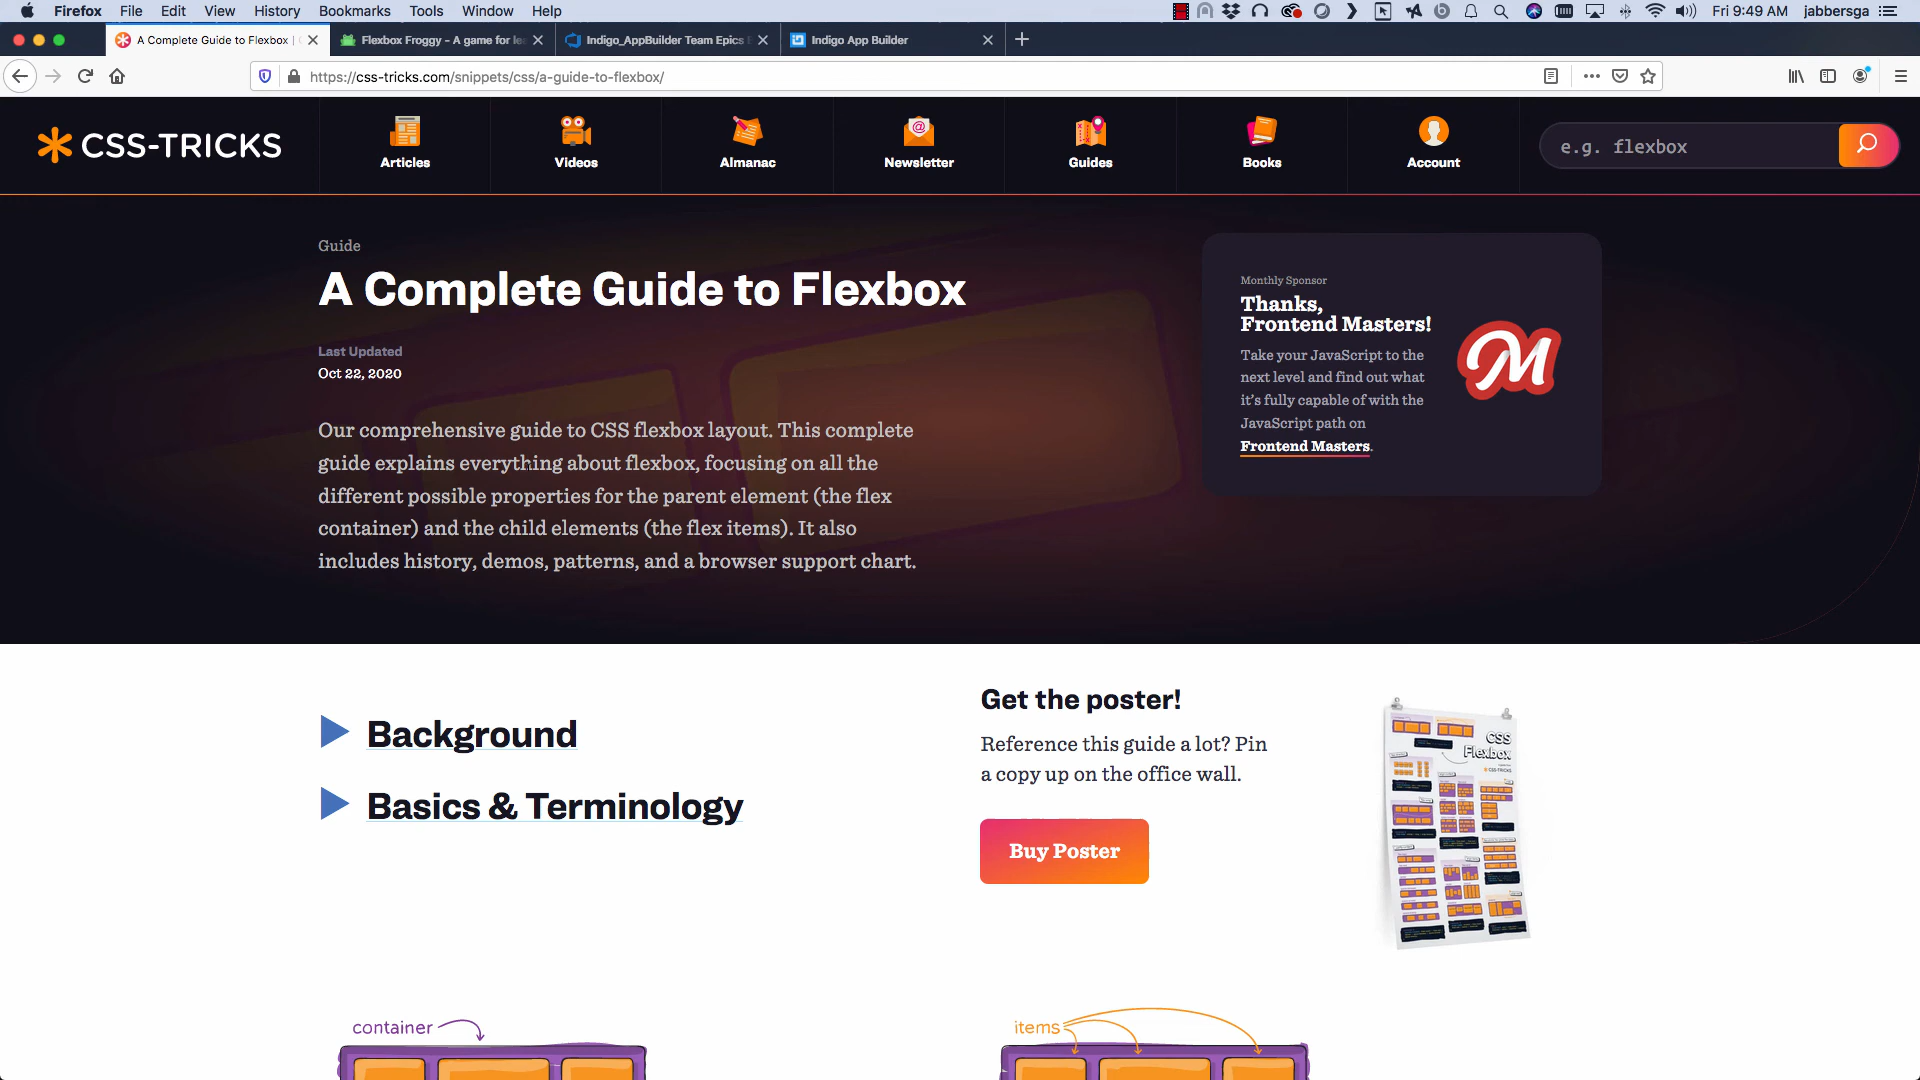 Firefox File Edit View History Bookmarks Tools Window Help Fri 9:49 AM jabbersga
A Complete Guide to Flexbox | Flexbox Froggy - A game for le Indigo_AppBuilder Team Epics Indigo App Builder
https://css-tricks.com/snippets/css/a-guide-to-flexbox/
CSS-TRICKS
Articles Videos Almanac Newsletter Guides Books Account
e.g. flexbox
Guide
A Complete Guide to Flexbox
Last Updated
Oct 22, 2020
Our comprehensive guide to CSS flexbox layout. This complete
guide explains everything about flexbox, focusing on all the
different possible properties for the parent element (the flex
container) and the child elements (the flex items). It also
includes history, demos, patterns, and a browser support chart.
Monthly Sponsor
Thanks,
Frontend Masters!
Take your JavaScript to the
next level and find out what
it's fully capable of with the
JavaScript path on
Frontend Masters.
M
Background
Basics & Terminology
Get the poster!
Reference this guide a lot? Pin
a copy up on the office wall.
Buy Poster
CSS
Flexbox
container
items